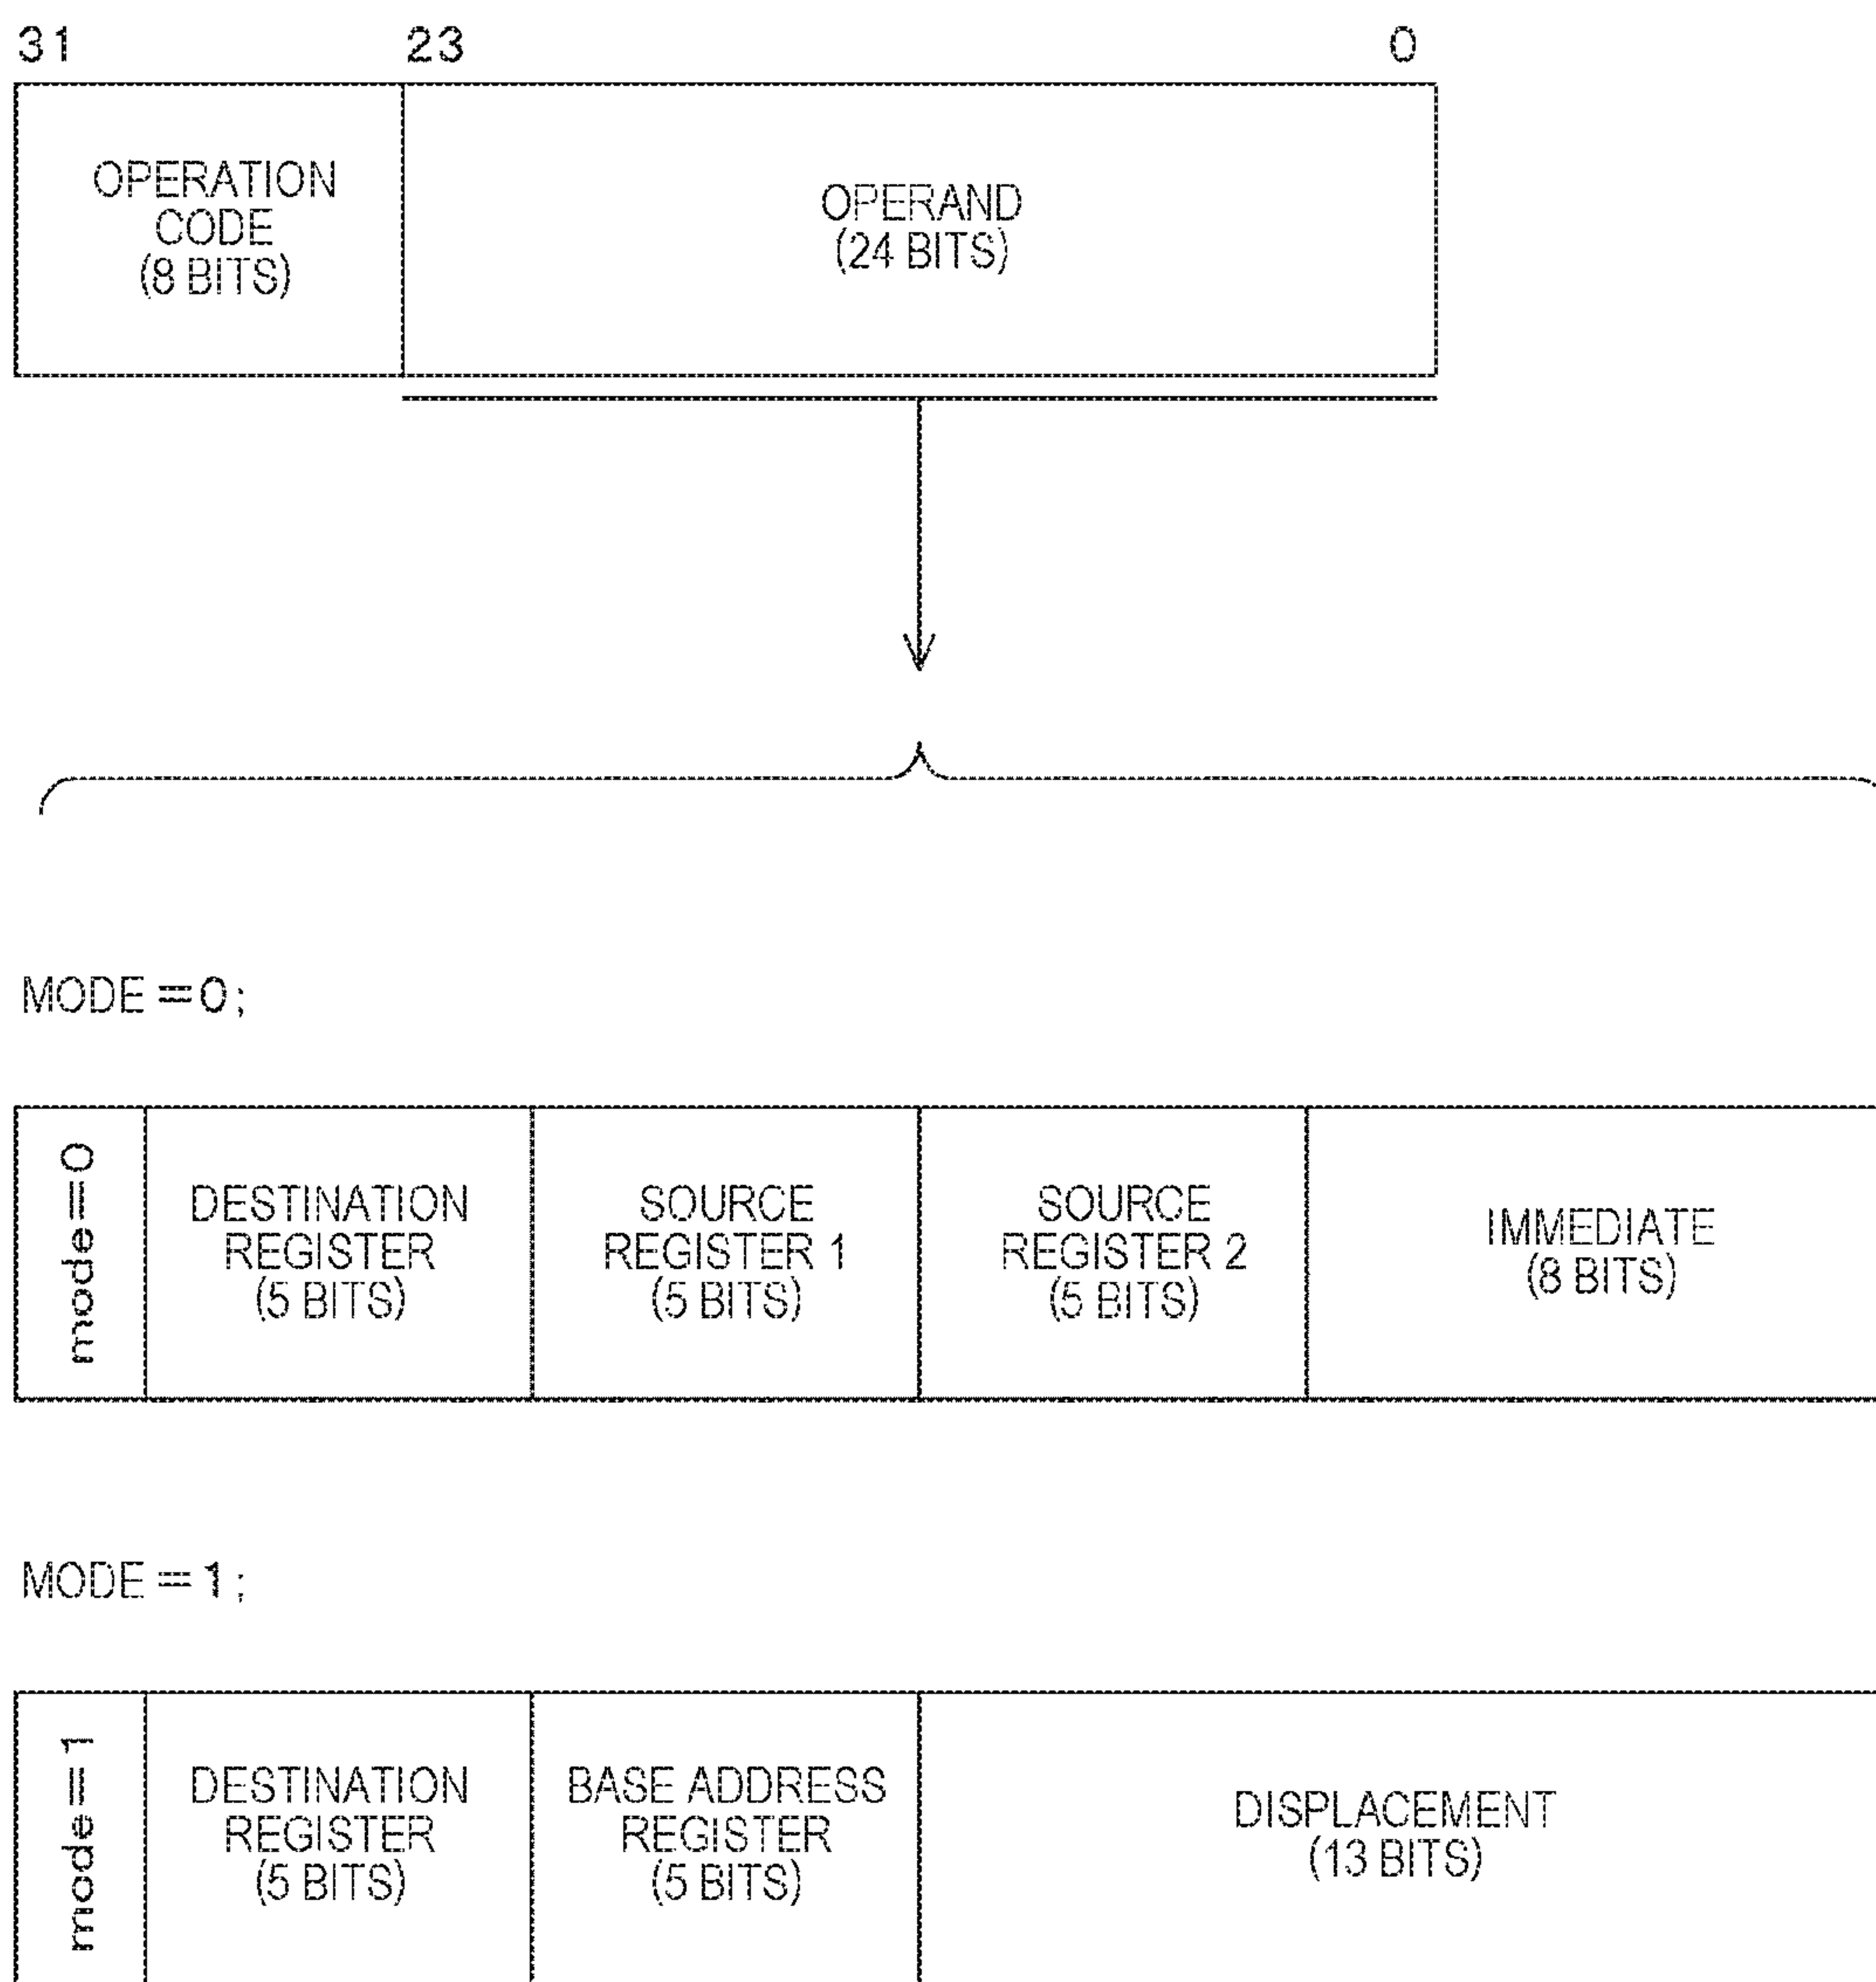 31 23 0
OPERATION
CODE
(8 BITS)
OPERAND
(24 BITS)
MODE=0;
mode=0
DESTINATION
REGISTER
(5 BITS)
SOURCE
REGISTER 1
(5 BITS)
SOURCE
REGISTER 2
(5 BITS)
IMMEDIATE
(8 BITS)
MODE=1;
mode=1
DESTINATION
REGISTER
(5 BITS)
BASE ADDRESS
REGISTER
(5 BITS)
DISPLACEMENT
(13 BITS)